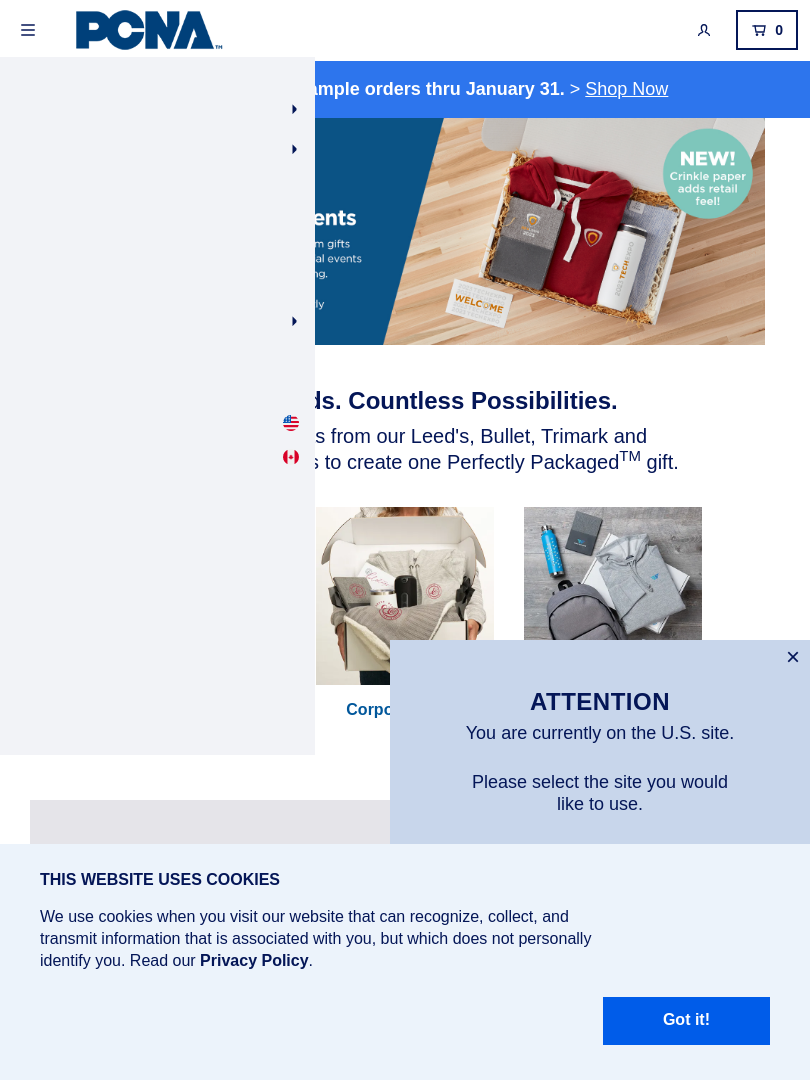 PCNA™
0
ample orders thru January 31. > Shop Now
NEW!
Crinkle paper
adds retail
feel!
ents
m gifts
al events
ng.
ly
WELCOME
ds. Countless Possibilities.
s from our Leed's, Bullet, Trimark and
s to create one Perfectly Packaged™ gift.
Corpo
×
ATTENTION
You are currently on the U.S. site.
Please select the site you would
like to use.
THIS WEBSITE USES COOKIES
We use cookies when you visit our website that can recognize, collect, and
transmit information that is associated with you, but which does not personally
identify you. Read our Privacy Policy.
Got it!